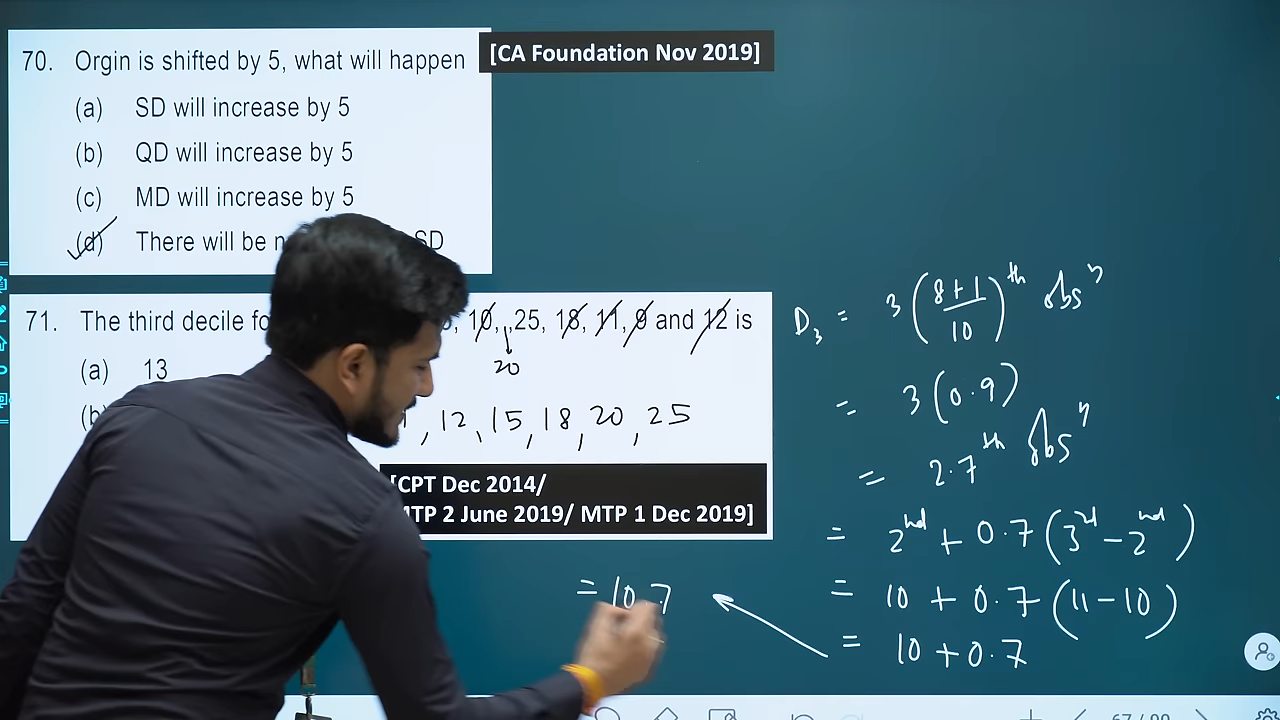 70. Orgin is shifted by 5, what will happen
[CA Foundation Nov 2019]
(a) SD will increase by 5
(b) QD will increase by 5
(c) MD will increase by 5
(d) There will be SD
71. The third decile fo , 10, 25, 18, 11, 9 and 12 is
20
(a) 13
(b)
, 12, 15, 18, 20, 25
[CPT Dec 2014/
MTP 2 June 2019/ MTP 1 Dec 2019]
D3 = 3(8+1/10)th obsn
= 3(0.9)
= 2.7th obsn
= 2nd + 0.7(3rd - 2nd)
= 10 + 0.7(11-10)
= 10 + 0.7
= 10.7